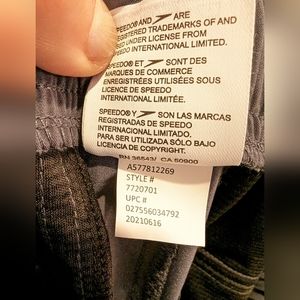 SPEEDO® AND ARE
REGISTERED TRADEMARKS OF AND
USED UNDER LICENSE FROM
SPEEDO INTERNATIONAL LIMITED.
SPEEDO® ET SONT DES
MARQUES DE COMMERCE
ENREGISTRÉES UTILISÉES SOUS
LICENCE DE SPEEDO
INTERNATIONAL LIMITÉE.
SPEEDO® Y SON LAS MARCAS
REGISTRADAS DE SPEEDO
INTERNACIONAL LIMITADO.
PARA SER UTILIZADO SÓLO BAJO
LICENCIA DE COPYRIGHT.
RN 36543/ CA 50900
A577812269
STYLE #
7720701
UPC #
027556034792
20210616